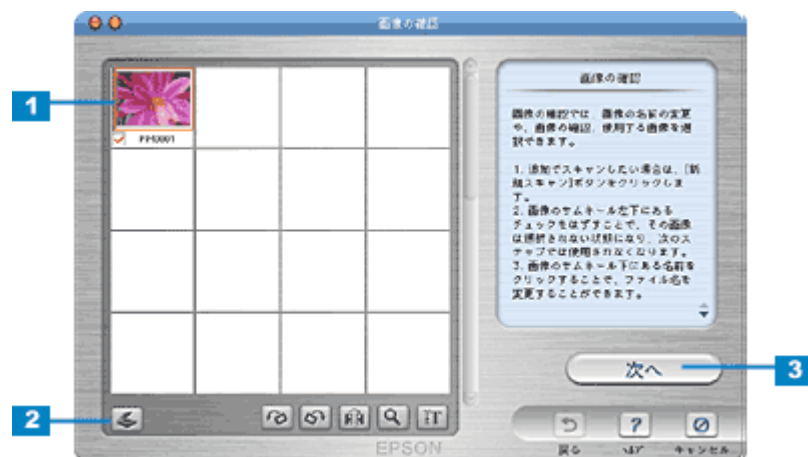 画像の確認
1
画像の確認
画像の確認では、画像の名前の変更
や、画像の確認、使用する画像を選
択できます。
1. 追加でスキャンしたい場合は、[新
規スキャン]ボタンをクリックしま
す。
2. 画像のサムネール左下にある
チェックをはずすことで、その画像
は選択されない状態になり、次のス
テップでは使用されなくなります。
3. 画像のサムネール下にある名前を
クリックすることで、ファイル名を
変更することができます。
次へ
3
2
EPSON
戻る
ヘルプ
キャンセル